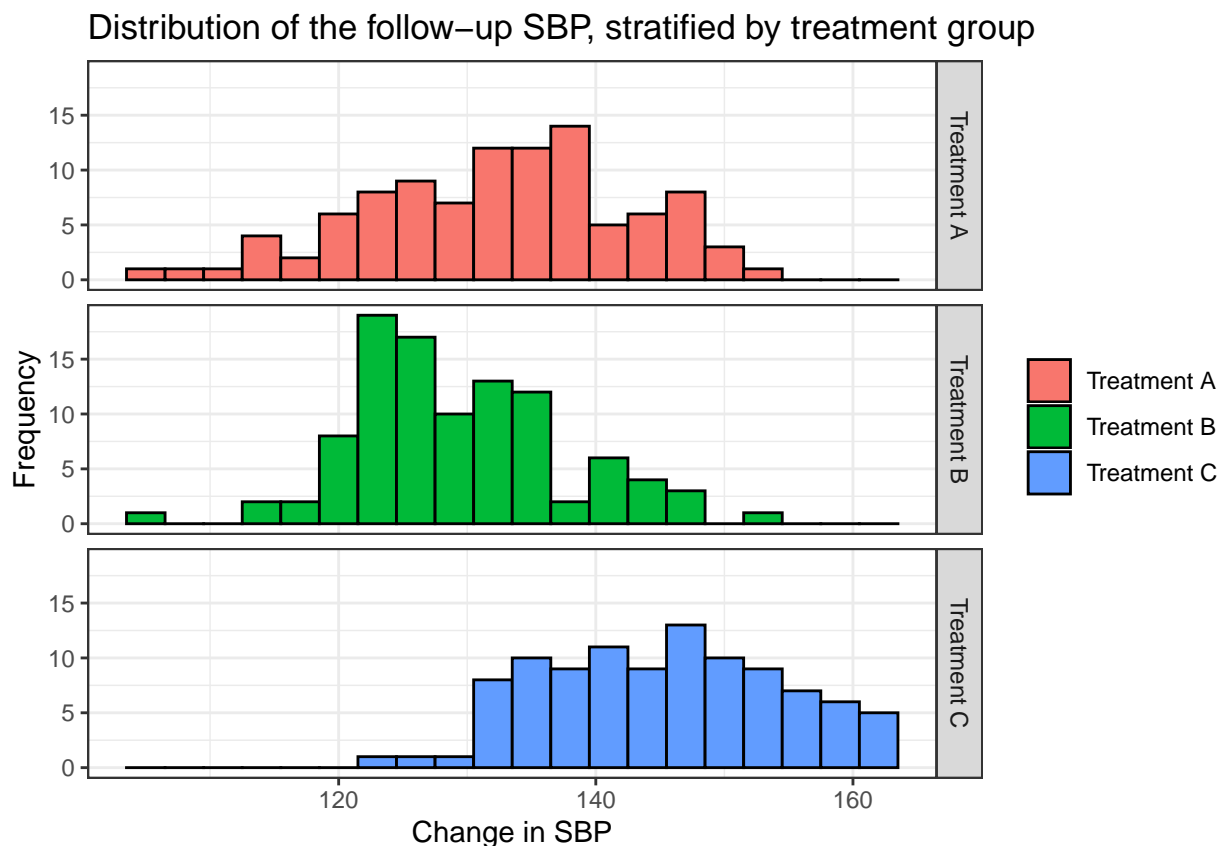 Distribution of the follow−up SBP, stratified by treatment group
15
10
5
0
Treatment A
15
10
5
0
Treatment B
15
10
5
0
Treatment C
120
140
160
Change in SBP
Frequency
Treatment A
Treatment B
Treatment C